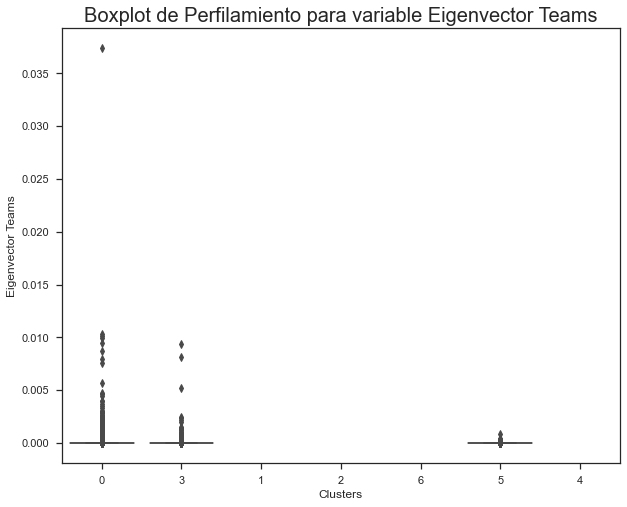 Boxplot de Perfilamiento para variable Eigenvector Teams
0.035
0.030
0.025
0.020
0.015
0.010
0.005
0.000
Eigenvector Teams
0 3 1 2 6 5 4
Clusters